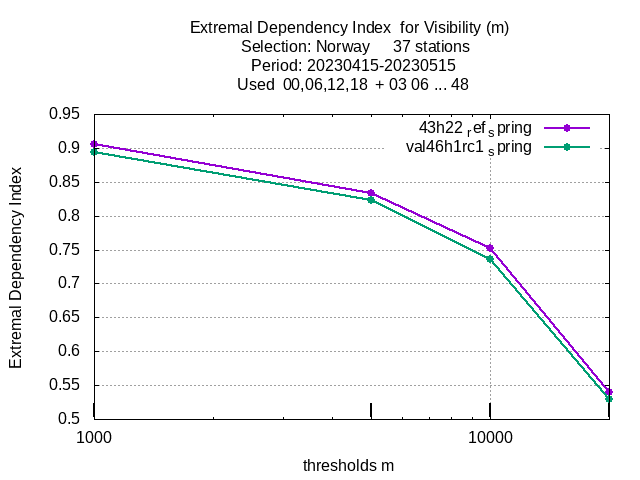 Extremal Dependency Index for Visibility (m)
Selection: Norway 37 stations
Period: 20230415-20230515
Used 00,06,12,18 + 03 06 ... 48
43h22 ref spring
val46h1rc1 spring
0.95
0.9
0.85
0.8
0.75
0.7
0.65
0.6
0.55
0.5
Extremal Dependency Index
1000
10000
thresholds m